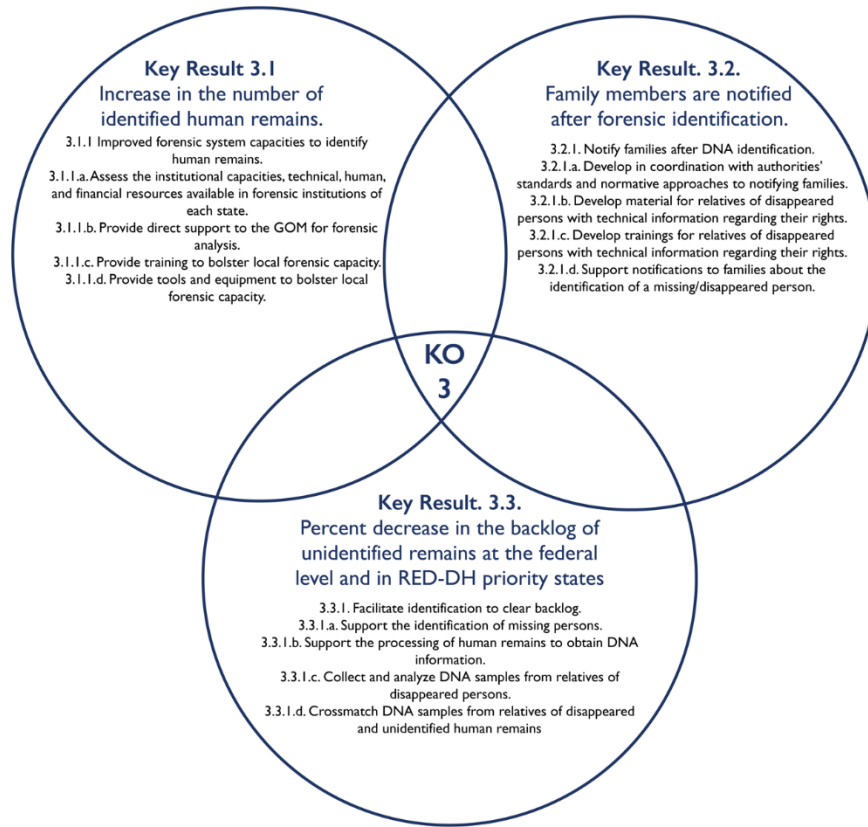 Key Result 3.1
Increase in the number of
identified human remains.
3.1.1 Improved forensic system capacities to identify
human remains.
3.1.1.a. Assess the institutional capacities, technical, human,
and financial resources available in forensic institutions of
each state.
3.1.1.b. Provide direct support to the GOM for forensic
analysis.
3.1.1.c. Provide training to bolster local forensic capacity.
3.1.1.d. Provide tools and equipment to bolster local
forensic capacity.
Key Result. 3.2.
Family members are notified
after forensic identification.
3.2.1. Notify families after DNA identification.
3.2.1.a. Develop in coordination with authorities’
standards and normative approaches to notifying families.
3.2.1.b. Develop material for relatives of disappeared
persons with technical information regarding their rights.
3.2.1.c. Develop trainings for relatives of disappeared
persons with technical information regarding their rights.
3.2.1.d. Support notifications to families about the
identification of a missing/disappeared person.
KO
3
Key Result. 3.3.
Percent decrease in the backlog of
unidentified remains at the federal
level and in RED-DH priority states
3.3.1. Facilitate identification to clear backlog.
3.3.1.a. Support the identification of missing persons.
3.3.1.b. Support the processing of human remains to obtain DNA
information.
3.3.1.c. Collect and analyze DNA samples from relatives of
disappeared persons.
3.3.1.d. Crossmatch DNA samples from relatives of disappeared
and unidentified human remains